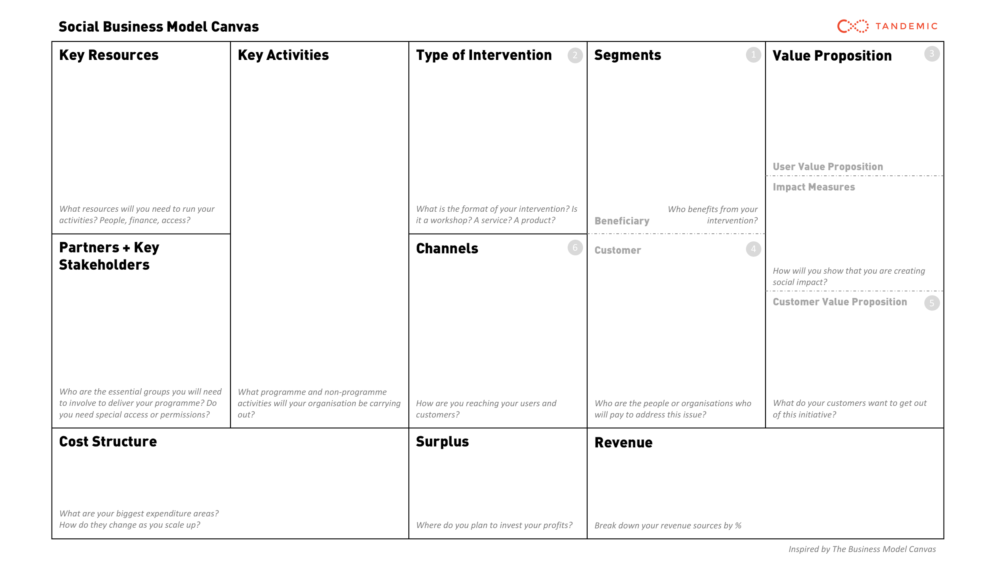 Social Business Model Canvas
TANDEMIC
Key Resources
What resources will you need to run your
activities? People, finance, access?
Partners + Key
Stakeholders
Who are the essential groups you will need
to involve to deliver your programme? Do
you need special access or permissions?
Key Activities
What programme and non-programme
activities will your organisation be carrying
out?
Type of Intervention
2
What is the format of your intervention? Is
it a workshop? A service? A product?
Channels
6
How are you reaching your users and
customers?
Segments
1
Who benefits from your
intervention?
Beneficiary
Customer
4
Who are the people or organisations who
will pay to address this issue?
Value Proposition
3
User Value Proposition
Impact Measures
How will you show that you are creating
social impact?
Customer Value Proposition
5
What do your customers want to get out
of this initiative?
Cost Structure
What are your biggest expenditure areas?
How do they change as you scale up?
Surplus
Where do you plan to invest your profits?
Revenue
Break down your revenue sources by %
Inspired by The Business Model Canvas